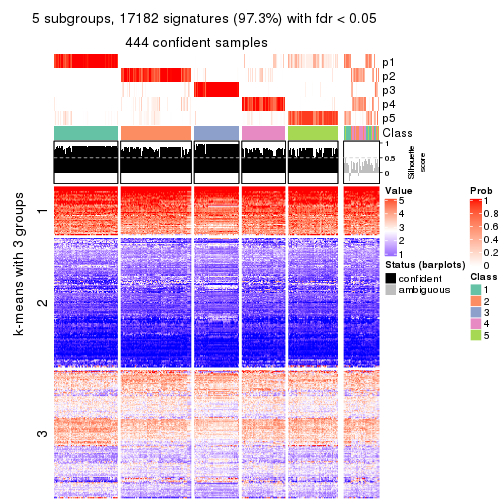 5 subgroups, 17182 signatures (97.3%) with fdr < 0.05
444 confident samples
p1
p2
p3
p4
p5
Class
1
0.5
0
Silhouette
score
k-means with 3 groups
1
2
3
Value
5
4
3
2
1
Status (barplots)
confident
ambiguous
Prob
1
0.8
0.6
0.4
0.2
0
Class
1
2
3
4
5